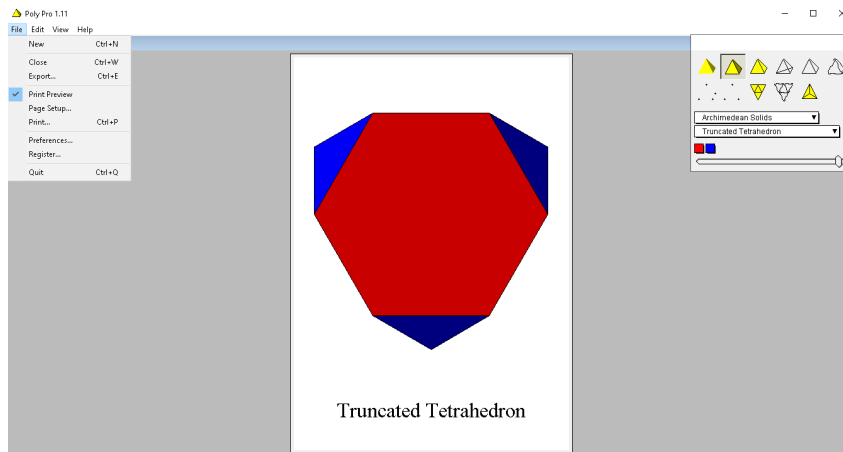 Poly Pro 1.11
File Edit View Help
New Ctrl+N
Close Ctrl+W
Export... Ctrl+E
Print Preview
Page Setup...
Print... Ctrl+P
Preferences...
Register...
Quit Ctrl+Q
Archimedean Solids
Truncated Tetrahedron
Truncated Tetrahedron